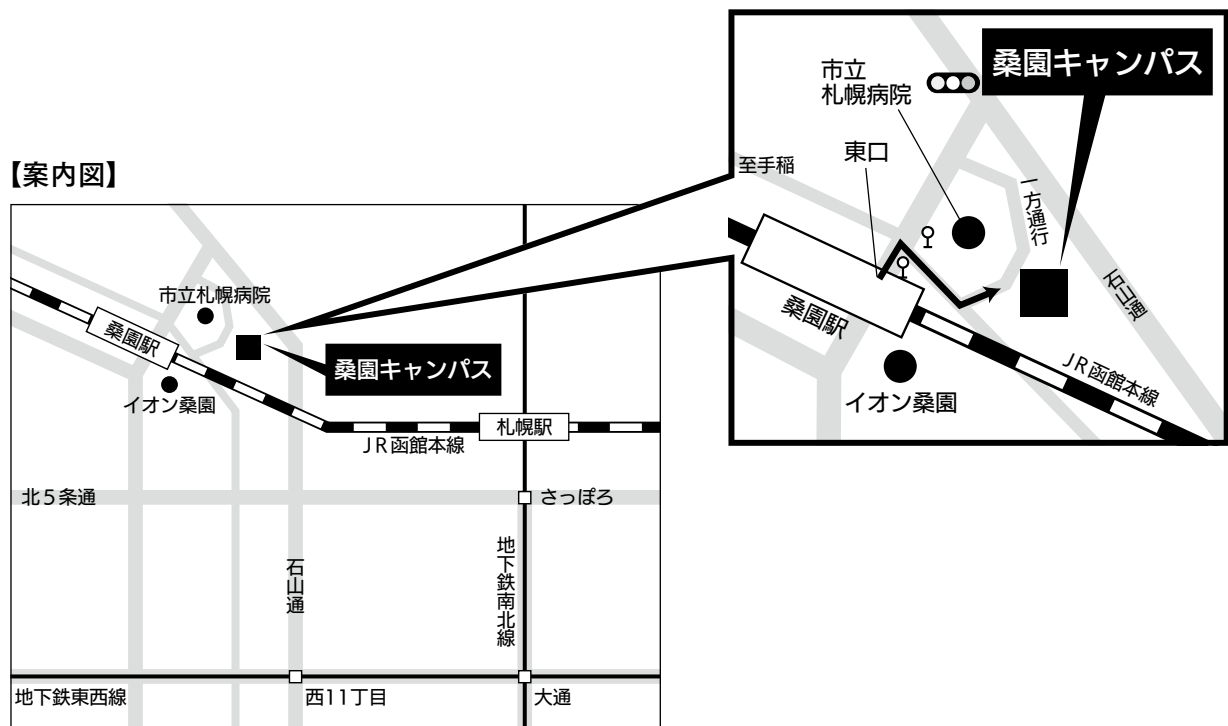 【案内図】
市立札幌病院
桑園駅
桑園キャンパス
イオン桑園
札幌駅
JR函館本線
北5条通
さっぽろ
石山通
地下鉄南北線
地下鉄東西線
西11丁目
大通
桑園キャンパス
市立
札幌病院
東口
至手稲
一方通行
石山通
桑園駅
JR函館本線
イオン桑園